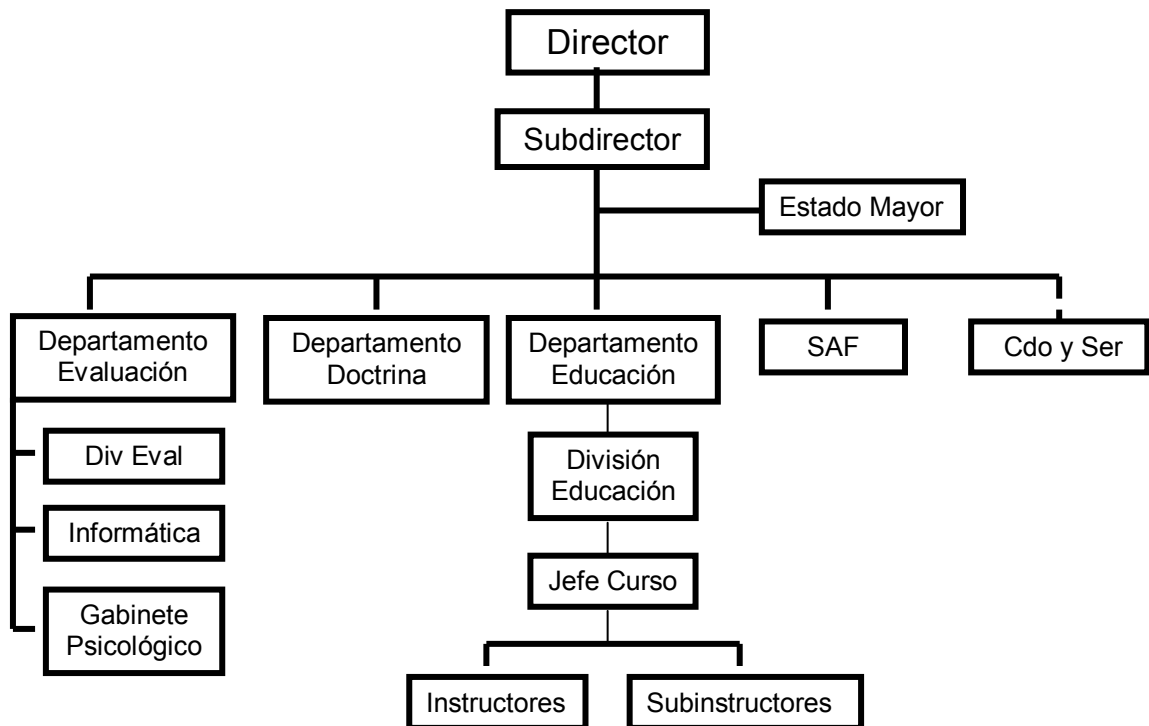 Director
Subdirector
Estado Mayor
Departamento
Evaluación
Departamento
Doctrina
Departamento
Educación
SAF
Cdo y Ser
Div Eval
Informática
Gabinete
Psicológico
División
Educación
Jefe Curso
Instructores
Subinstructores